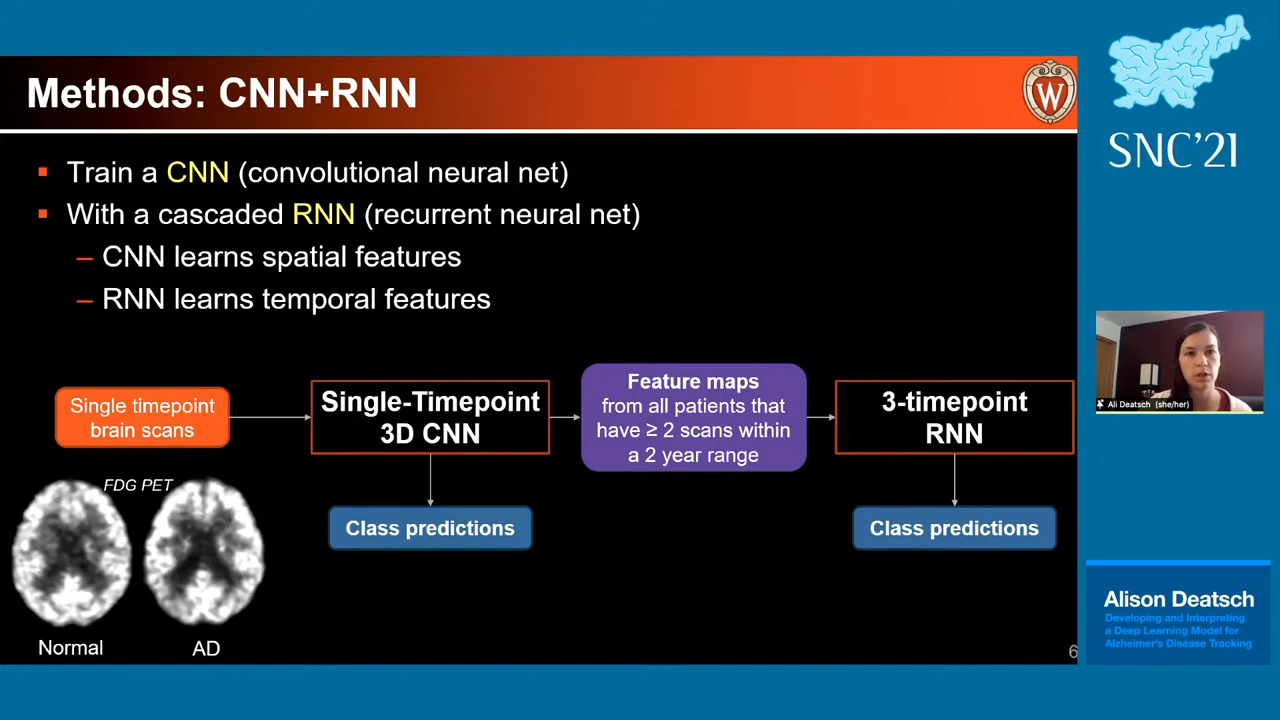 Methods: CNN+RNN
W
Train a CNN (convolutional neural net)
With a cascaded RNN (recurrent neural net)
– CNN learns spatial features
– RNN learns temporal features
Single timepoint
brain scans
Single-Timepoint
3D CNN
Feature maps
from all patients that
have ≥ 2 scans within
a 2 year range
3-timepoint
RNN
FDG PET
Class predictions
Class predictions
Normal
AD
6
SNC'21
Ali Deatsch (she/her)
Alison Deatsch
Developing and Interpreting
a Deep Learning Model for
Alzheimer's Disease Tracking